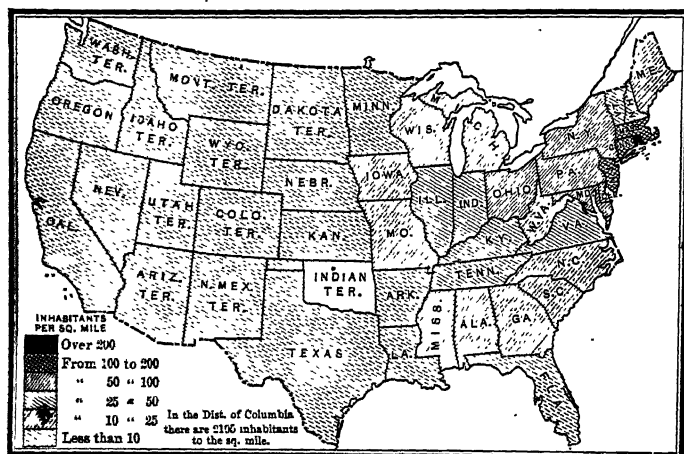 WASH.
TER.
MONT. TER.
DAKOTA
TER.
MINN.
ME.
OREGON
IDAHO
TER.
WYO.
TER.
WIS.
MICH.
N.Y.
NEBR.
IOWA
PA.
NEV.
UTAH
TER.
COLO.
TER.
KAN.
MO.
ILL.
IND.
OHIO
W.VA.
VA.
MD.
CAL.
KY.
ARIZ.
TER.
N.MEX.
TER.
INDIAN
TER.
ARK.
TENN.
N.C.
S.C.
TEXAS
LA.
MISS.
ALA.
GA.
INHABITANTS
PER SQ. MILE
Over 200
From 100 to 200
" 50 " 100
" 25 " 50
" 10 " 25
Less than 10
In the Dist. of Columbia
there are 2195 inhabitants
to the sq. mile.